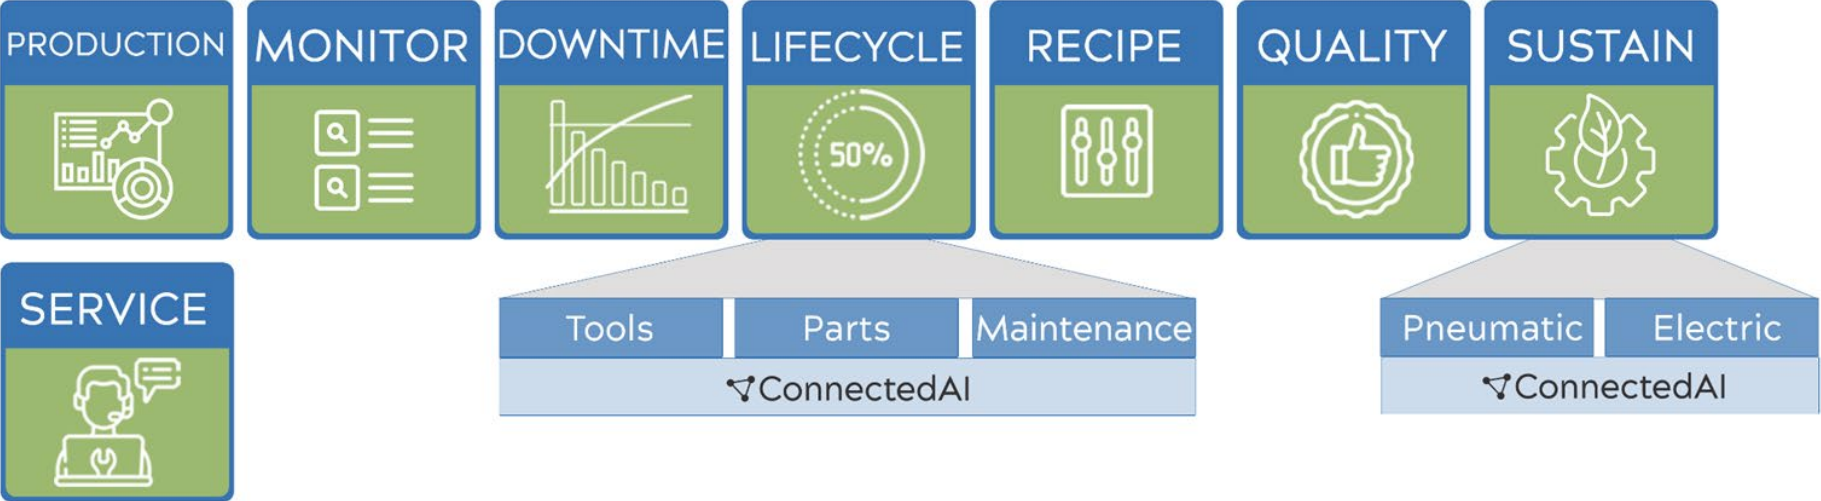 PRODUCTION
MONITOR
DOWNTIME
LIFECYCLE
RECIPE
QUALITY
SUSTAIN
50%
SERVICE
Tools
Parts
Maintenance
ConnectedAI
Pneumatic
Electric
ConnectedAI